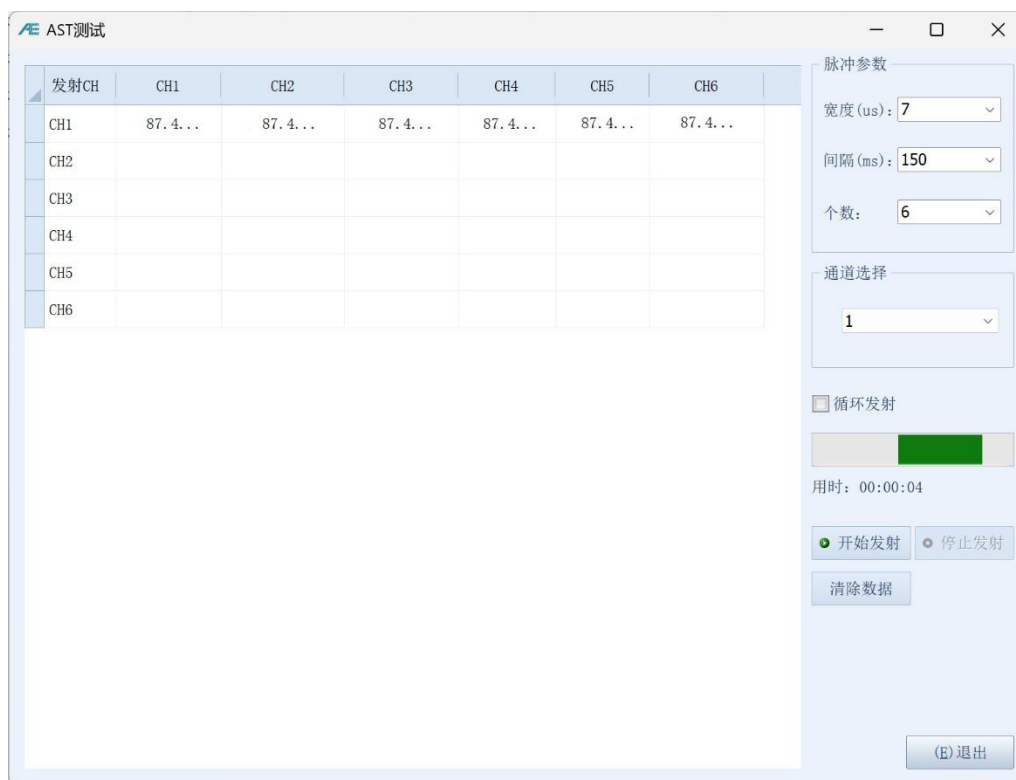 AE AST测试
发射CH CH1 CH2 CH3 CH4 CH5 CH6
CH1 87.4... 87.4... 87.4... 87.4... 87.4... 87.4...
CH2
CH3
CH4
CH5
CH6
脉冲参数
宽度(us): 7
间隔(ms): 150
个数: 6
通道选择
1
循环发射
用时: 00:00:04
开始发射 停止发射
清除数据
(E)退出